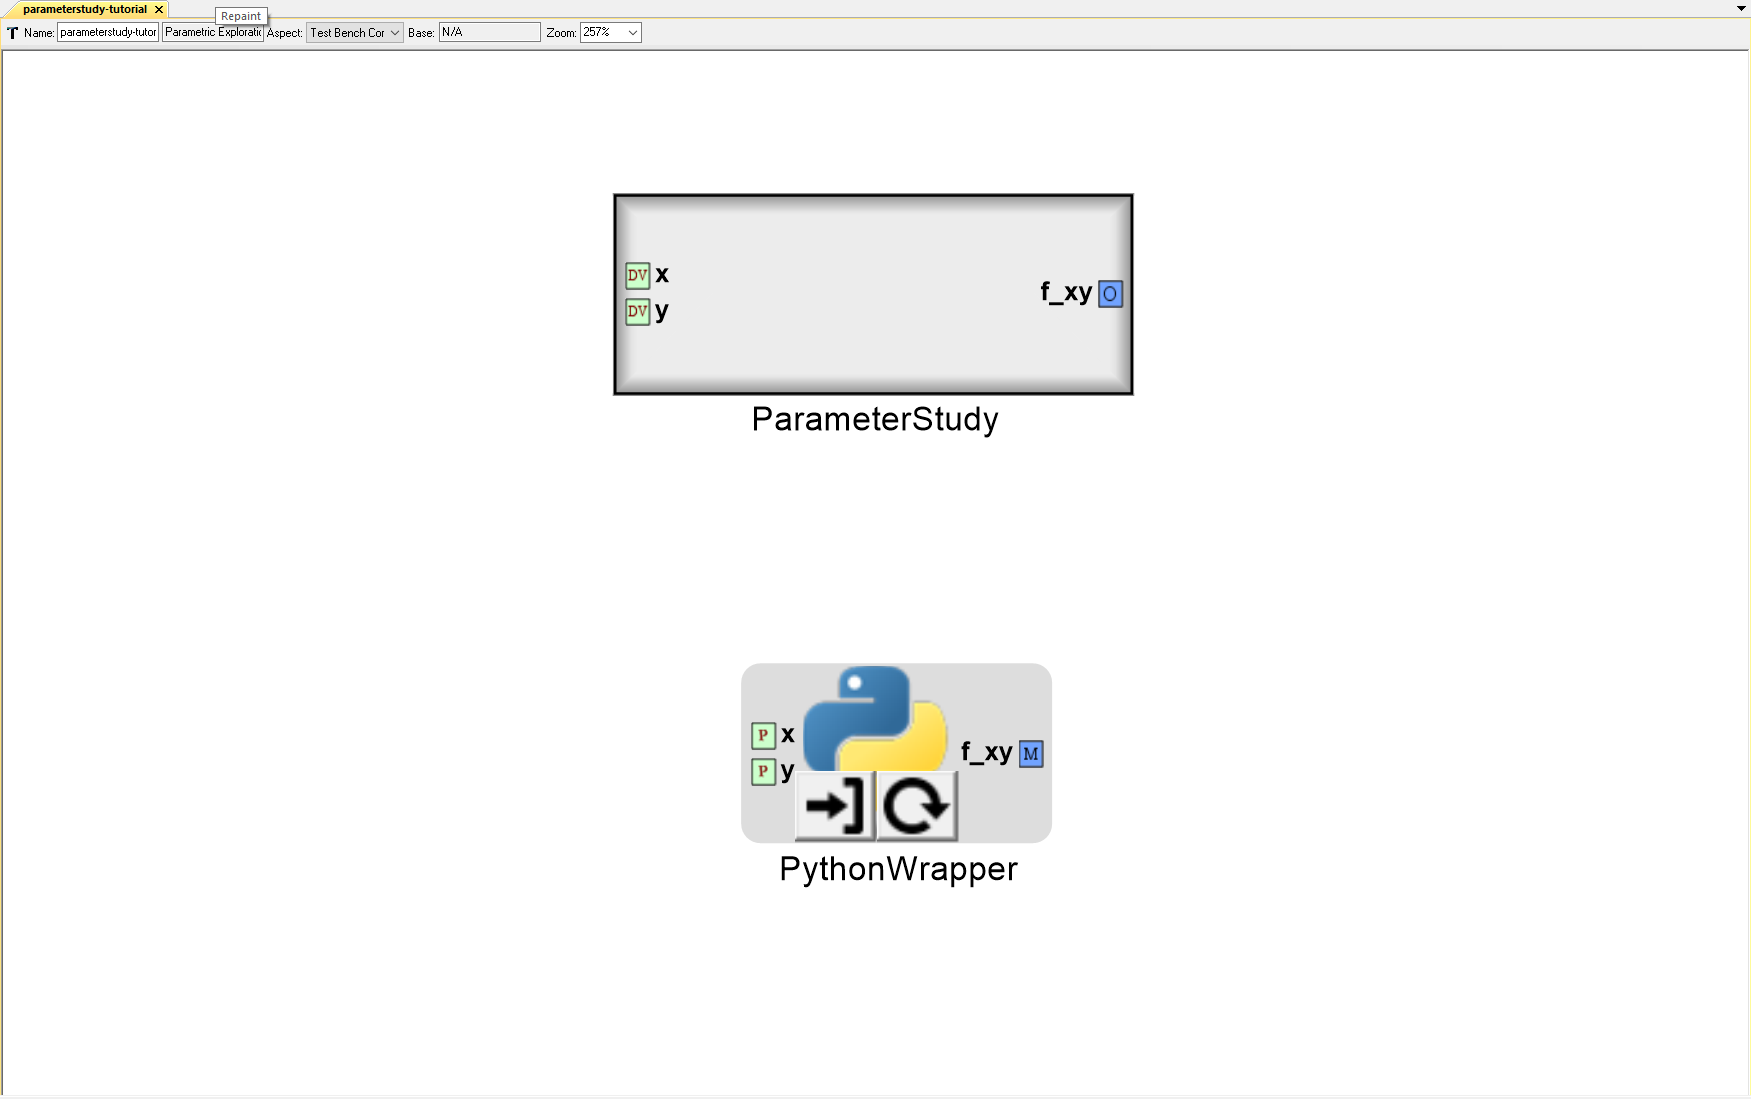 parameterstudy-tutorial
Repaint
Name: parameterstudy-tutor Parametric Exploratic Aspect: Test Bench Cor Base: N/A Zoom: 257%
DV x
DV y
f_xy O
ParameterStudy
P x
P y
f_xy M
PythonWrapper